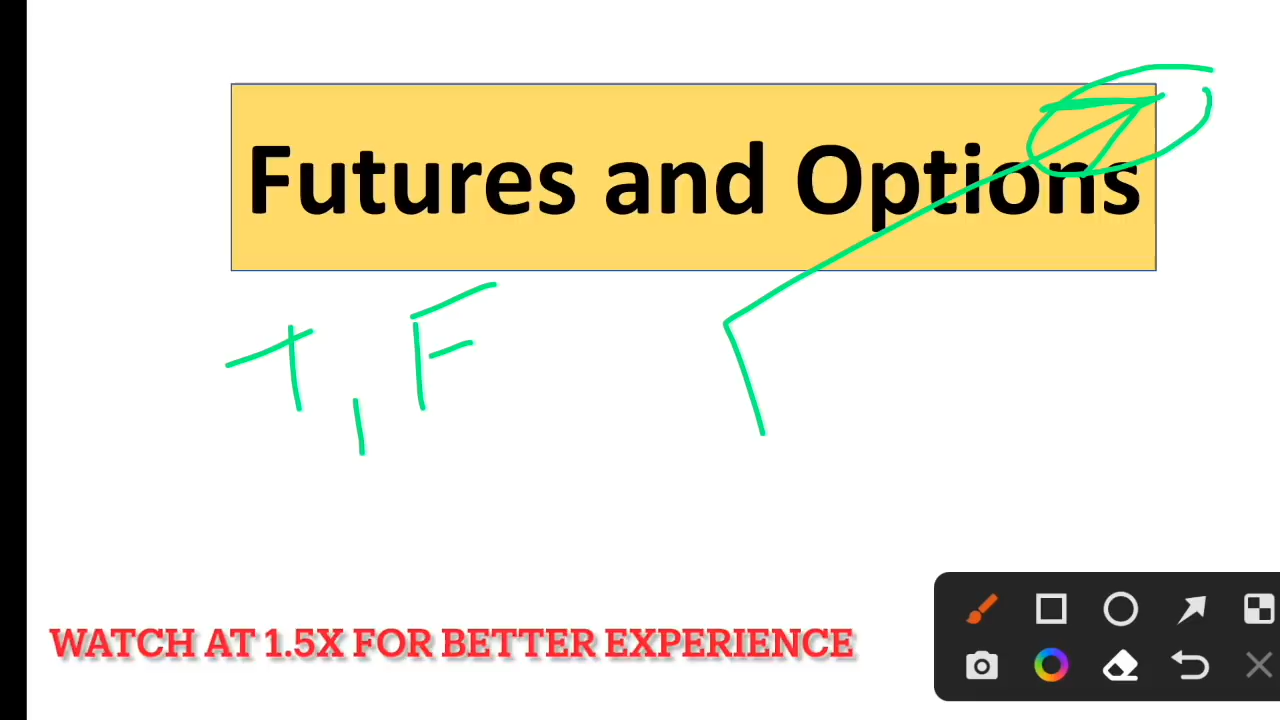 Futures and Options
T, F
WATCH AT 1.5X FOR BETTER EXPERIENCE